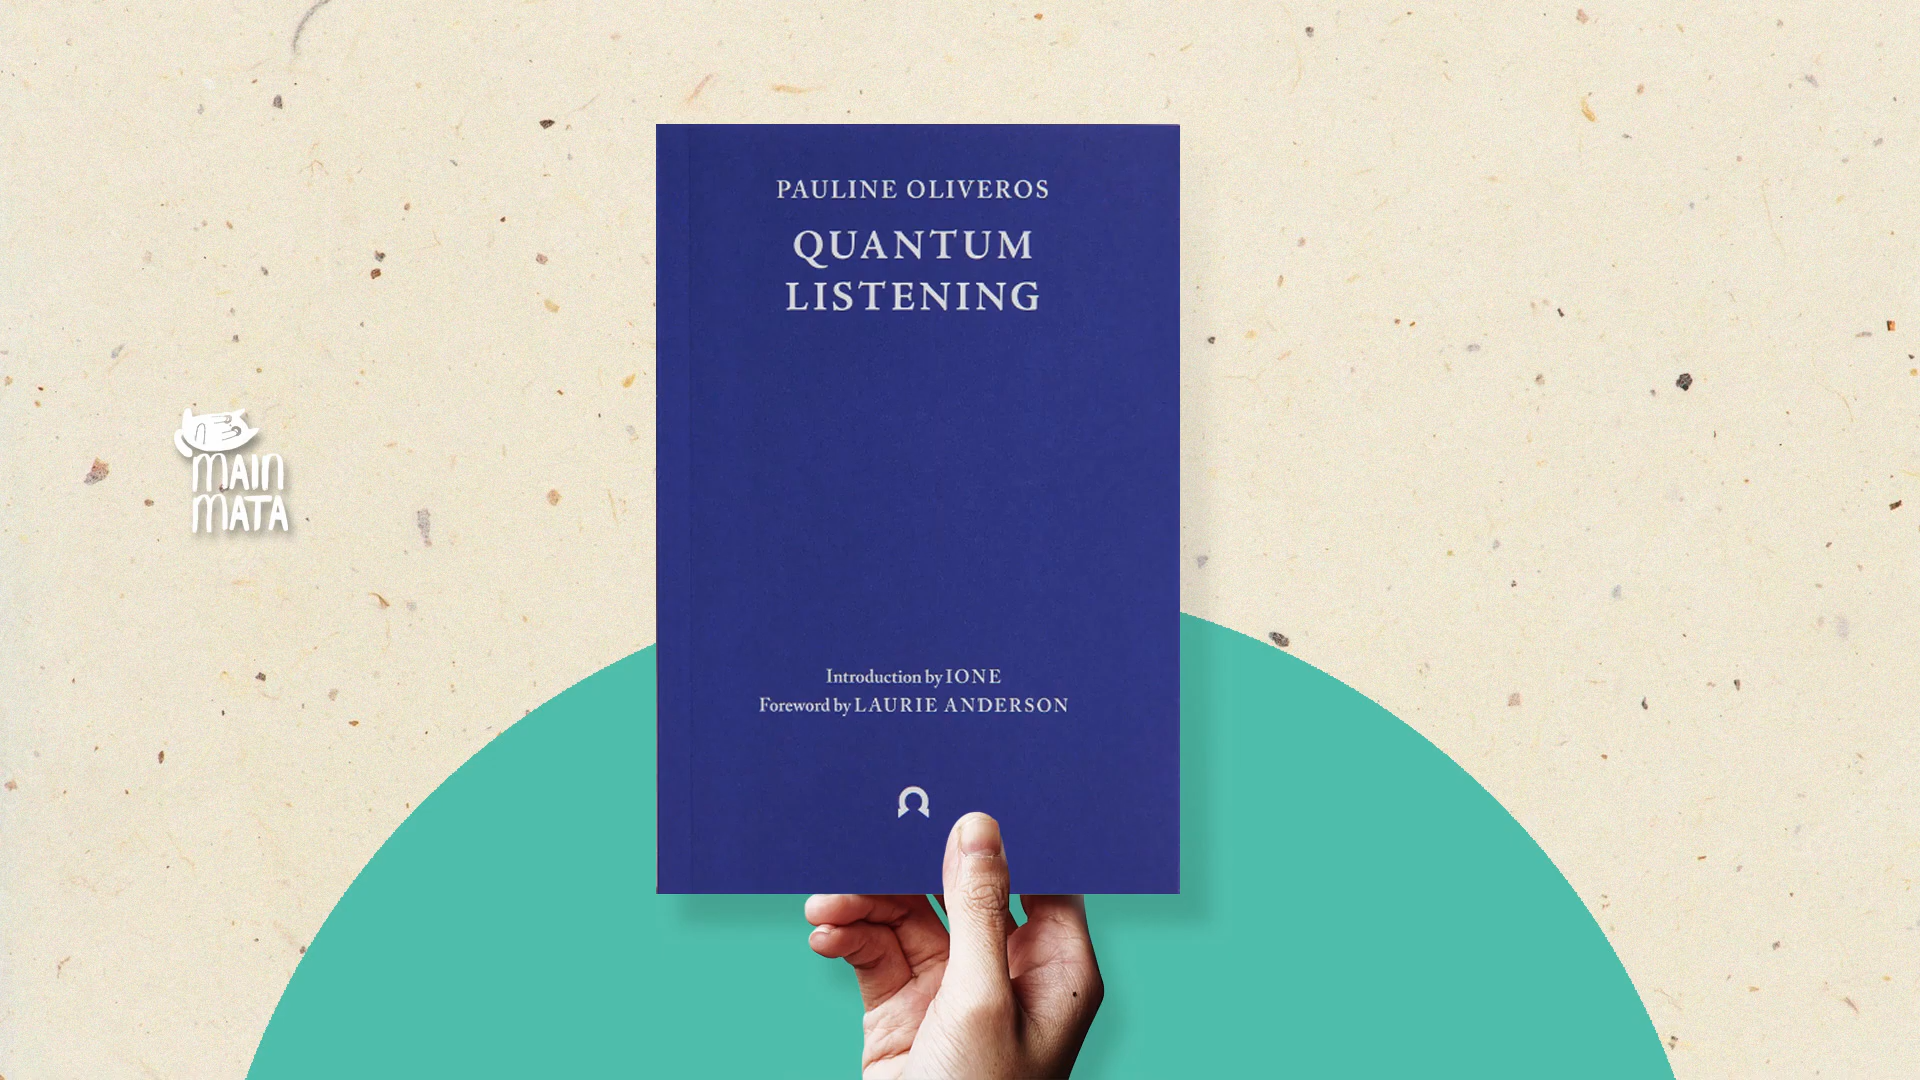 PAULINE OLIVEROS
QUANTUM
LISTENING
MAIN
MATA
Introduction by IONE
Foreword by LAURIE ANDERSON